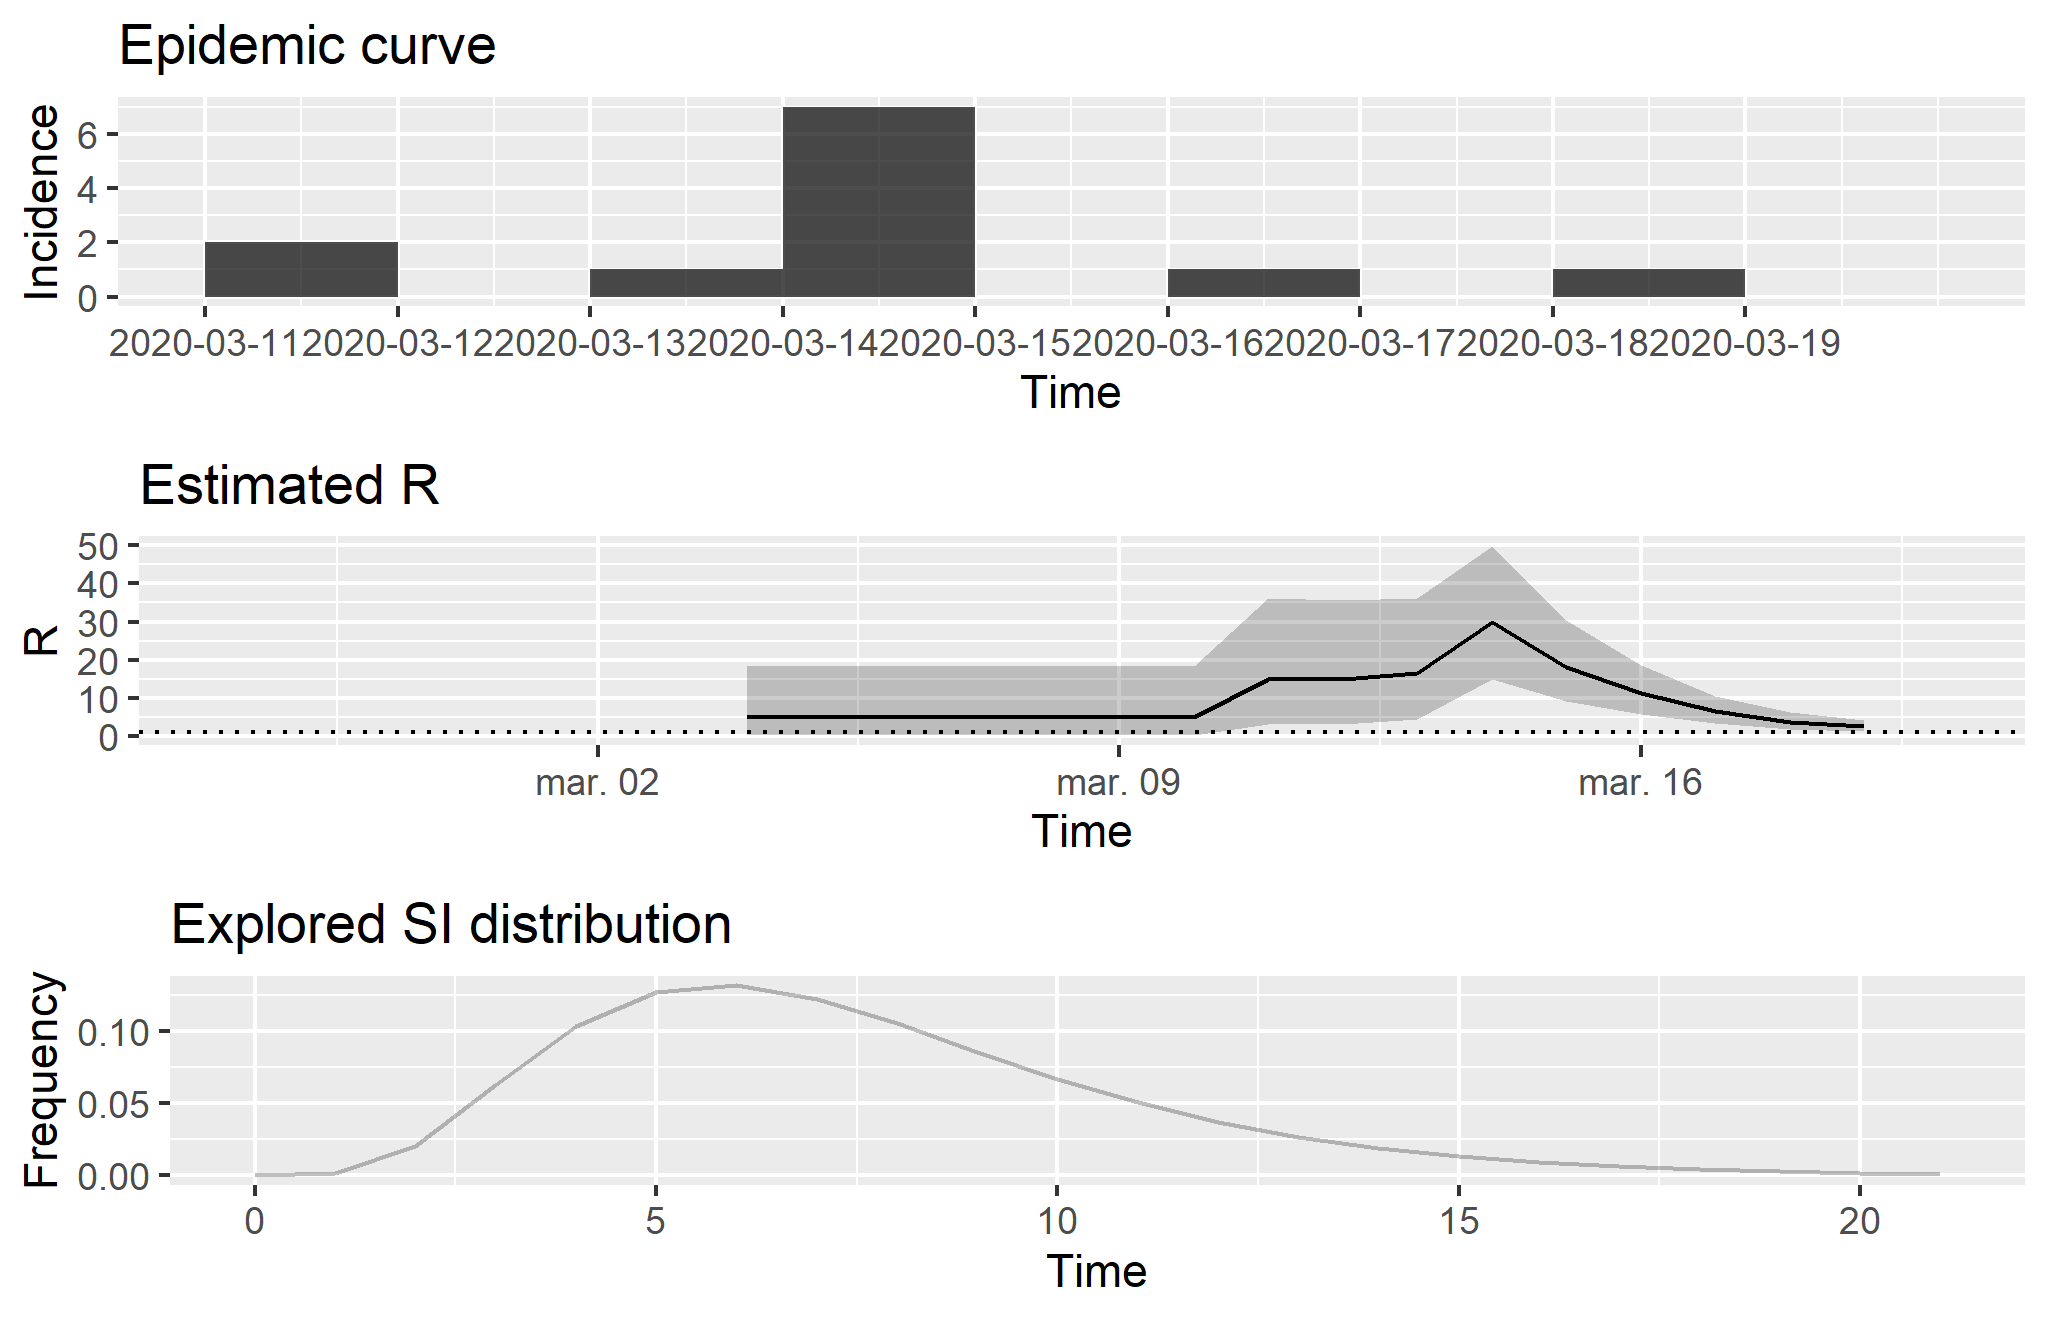 Epidemic curve
Incidence
6
4
2
0
2020-03-112020-03-122020-03-132020-03-142020-03-152020-03-162020-03-172020-03-182020-03-19
Time
Estimated R
R
50
40
30
20
10
0
mar. 02 mar. 09 mar. 16
Time
Explored SI distribution
Frequency
0.10
0.05
0.00
0 5 10 15 20
Time